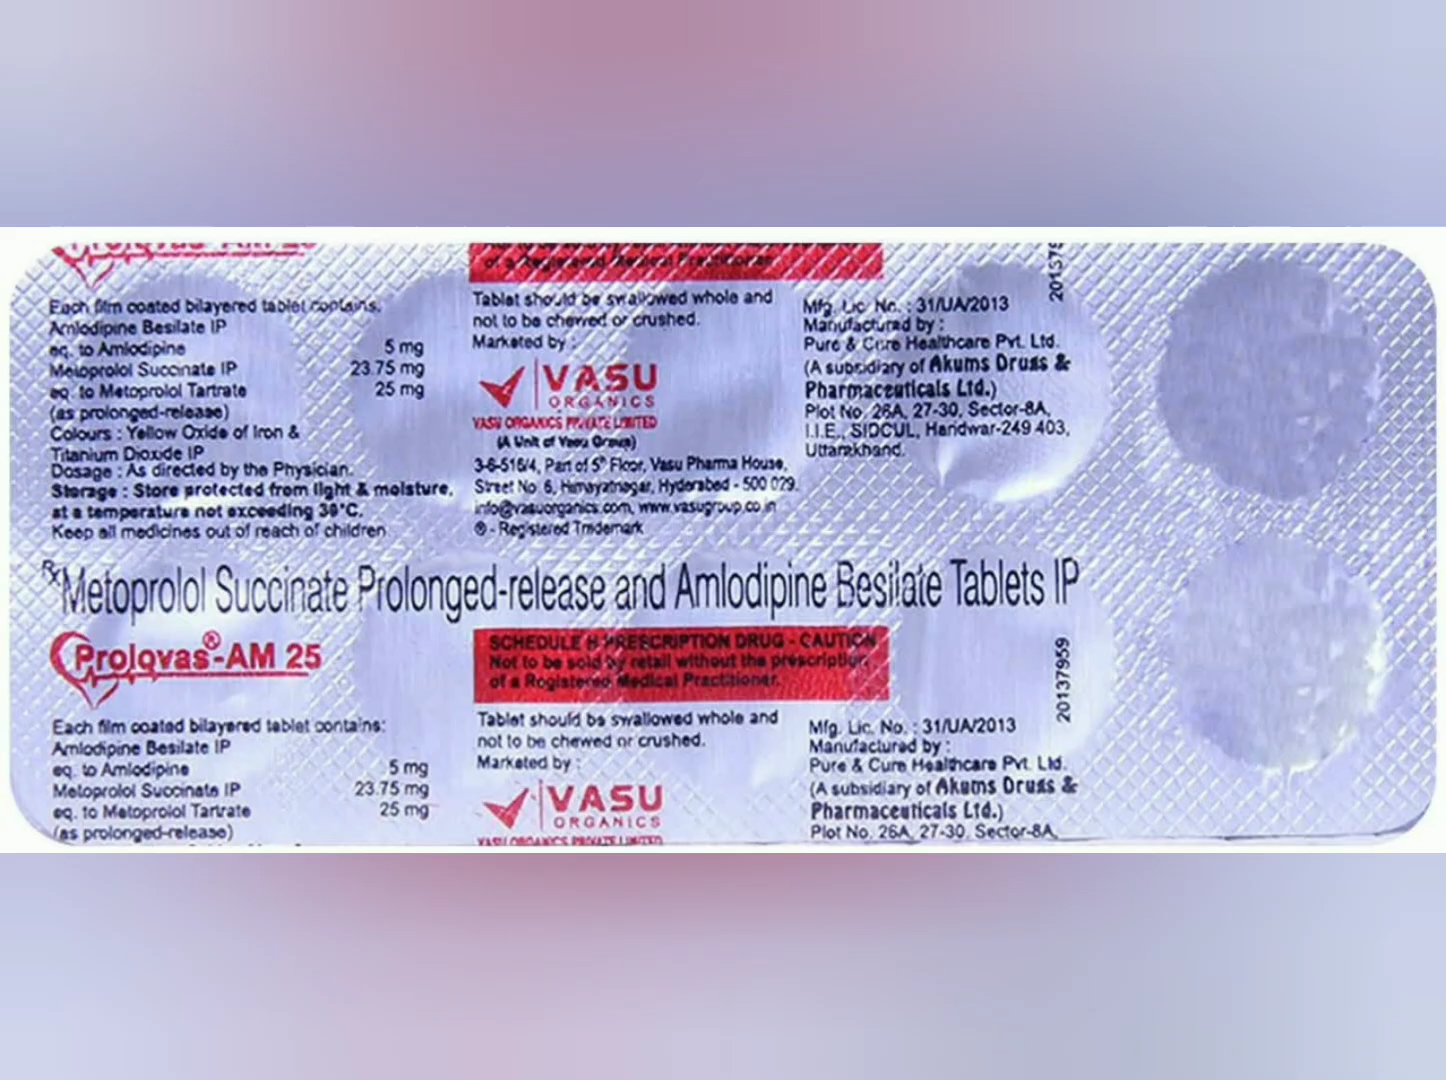 Prolovas-AM 25
of a Registered Medical Practitioner.
Each film coated bilayered tablet contains:
Amlodipine Besilate IP
eq. to Amlodipine 5 mg
Metoprolol Succinate IP 23.75 mg
eq. to Metoprolol Tartrate 25 mg
(as prolonged-release)
Colours : Yellow Oxide of Iron &
Titanium Dioxide IP
Dosage : As directed by the Physician.
Storage : Store protected from light & moisture,
at a temperature not exceeding 30°C.
Keep all medicines out of reach of children
Tablet should be swallowed whole and
not to be chewed or crushed.
Marketed by :
VASU
ORGANICS
VASU ORGANICS PRIVATE LIMITED
(A Unit of Vasu Group)
3-6-516/4, Part of 5th Floor, Vasu Pharma House,
Street No. 6, Himayatnagar, Hyderabad - 500 029.
info@vasuorganics.com, www.vasugroup.co.in
® - Registered Trademark
Mfg. Lic. No. : 31/UA/2013
Manufactured by :
Pure & Cure Healthcare Pvt. Ltd.
(A subsidiary of Akums Drugs &
Pharmaceuticals Ltd.)
Plot No. 26A, 27-30, Sector-8A,
I.I.E., SIDCUL, Haridwar-249 403,
Uttarakhand.
Rx Metoprolol Succinate Prolonged-release and Amlodipine Besilate Tablets IP
Prolovas®-AM 25
SCHEDULE H PRESCRIPTION DRUG - CAUTION
Not to be sold by retail without the prescription
of a Registered Medical Practitioner.
20137959
Each film coated bilayered tablet contains:
Amlodipine Besilate IP
eq. to Amlodipine 5 mg
Metoprolol Succinate IP 23.75 mg
eq. to Metoprolol Tartrate 25 mg
(as prolonged-release)
Tablet should be swallowed whole and
not to be chewed or crushed.
Marketed by :
VASU
ORGANICS
VASU ORGANICS PRIVATE LIMITED
Mfg. Lic. No. : 31/UA/2013
Manufactured by :
Pure & Cure Healthcare Pvt. Ltd.
(A subsidiary of Akums Drugs &
Pharmaceuticals Ltd.)
Plot No. 26A, 27-30, Sector-8A,